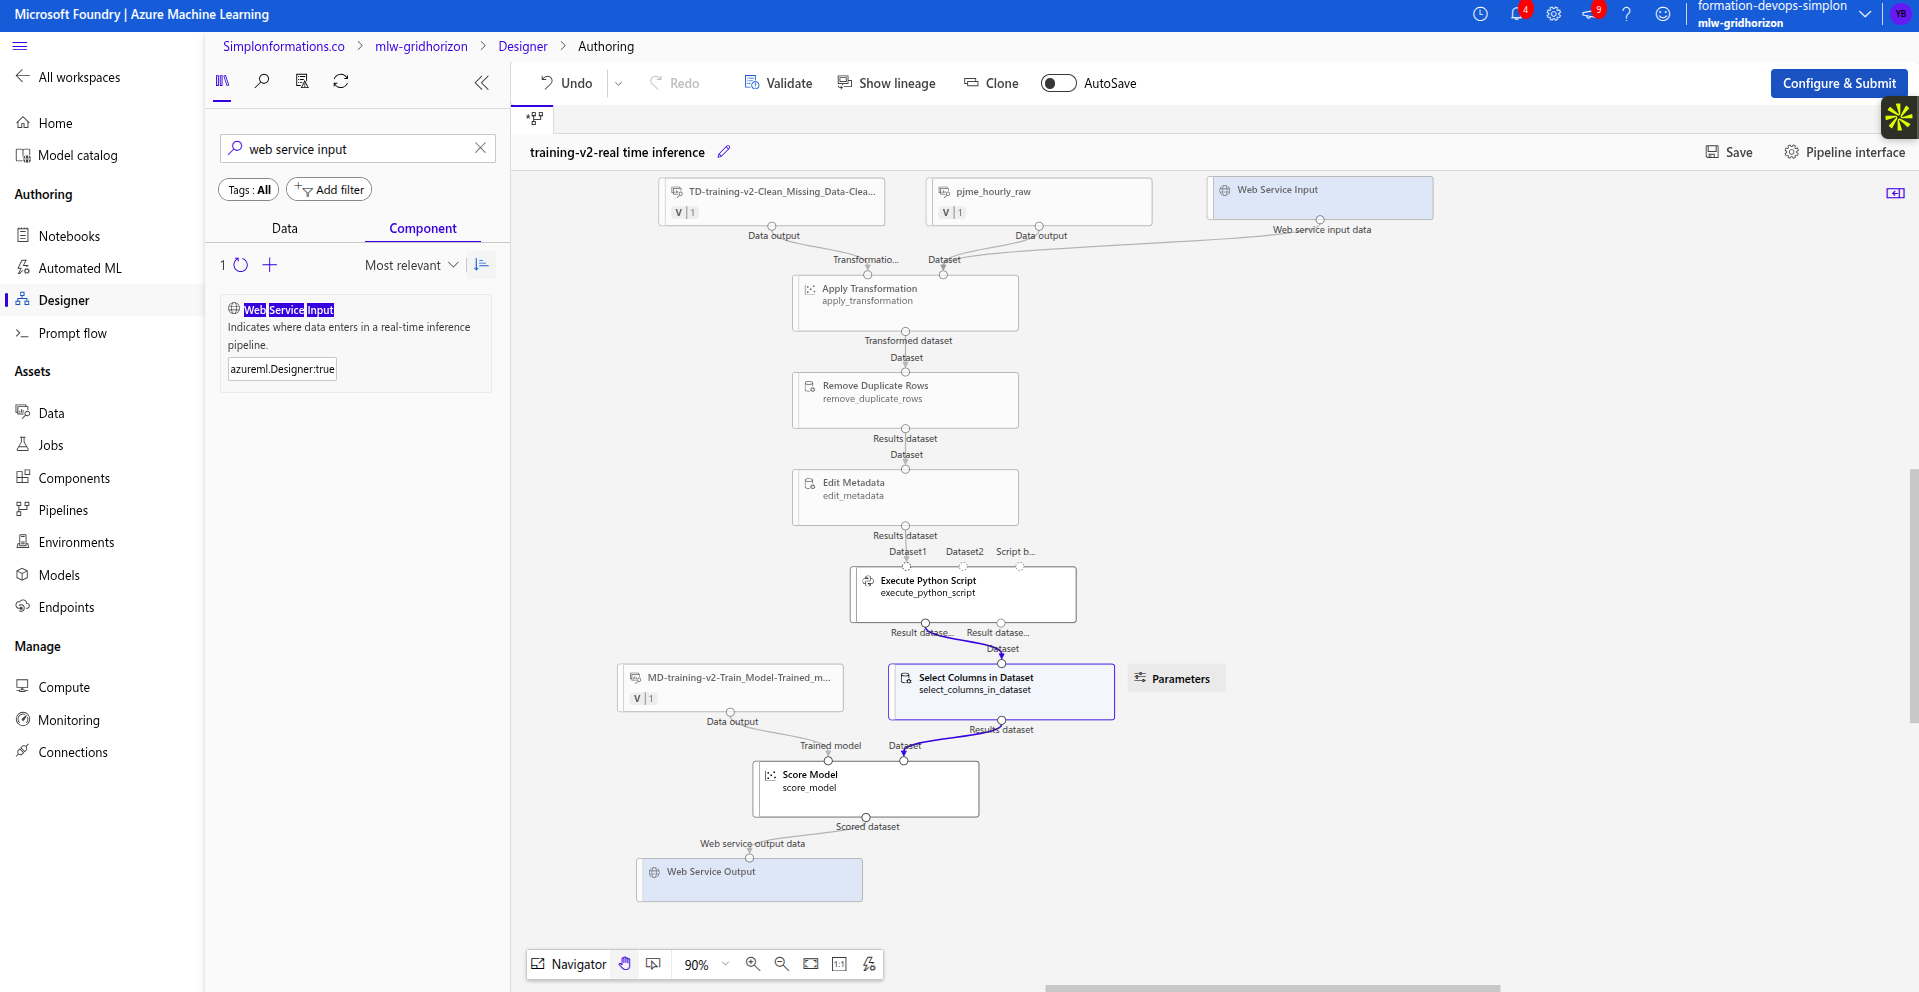 Microsoft Foundry | Azure Machine Learning
4
9
?
formation-devops-simplon
mlw-gridhorizon
YB
All workspaces
Home
Model catalog
Authoring
Notebooks
Automated ML
Designer
Prompt flow
Assets
Data
Jobs
Components
Pipelines
Environments
Models
Endpoints
Manage
Compute
Monitoring
Connections
Simplonformations.co > mlw-gridhorizon > Designer > Authoring
web service input
Tags : All
Add filter
Data
Component
1
Most relevant
Web Service Input
Indicates where data enters in a real-time inference
pipeline.
azureml.Designer:true
Undo
Redo
Validate
Show lineage
Clone
AutoSave
Configure & Submit
training-v2-real time inference
Save
Pipeline interface
TD-training-v2-Clean_Missing_Data-Clea...
V | 1
Data output
pjme_hourly_raw
V | 1
Data output
Web Service Input
Web service input data
Transformatio...
Dataset
Apply Transformation
apply_transformation
Transformed dataset
Dataset
Remove Duplicate Rows
remove_duplicate_rows
Results dataset
Dataset
Edit Metadata
edit_metadata
Results dataset
Dataset1
Dataset2
Script b...
Execute Python Script
execute_python_script
Result datase...
Result datase...
Dataset
MD-training-v2-Train_Model-Trained_m...
V | 1
Data output
Select Columns in Dataset
select_columns_in_dataset
Parameters
Results dataset
Trained model
Dataset
Score Model
score_model
Scored dataset
Web service output data
Web Service Output
Navigator
90%
1:1